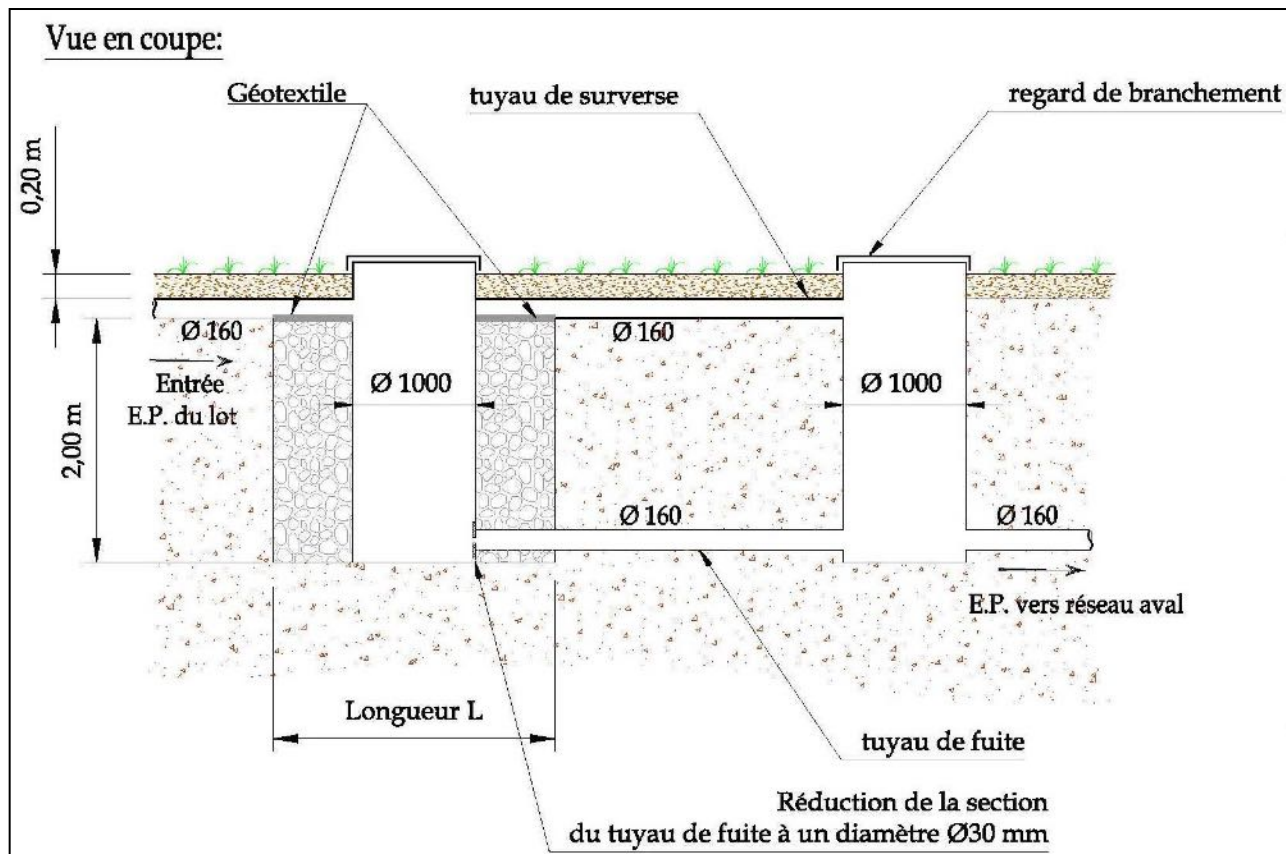 Vue en coupe:
Géotextile
tuyau de surverse
regard de branchement
0,20 m
Ø 160
Ø 160
Entrée
E.P. du lot
Ø 1000
Ø 1000
2,00 m
Ø 160
Ø 160
E.P. vers réseau aval
Longueur L
tuyau de fuite
Réduction de la section
du tuyau de fuite à un diamètre Ø30 mm